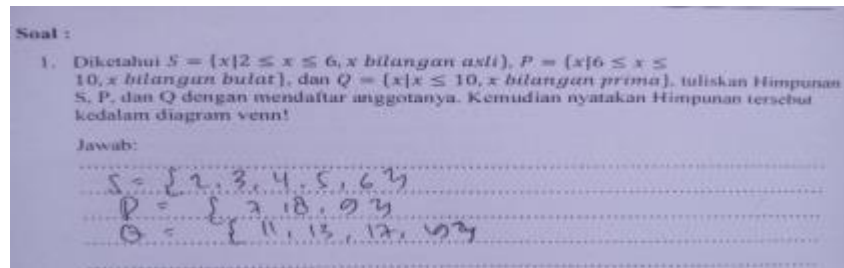 Soal :
1. Diketahui S = {x|2 ≤ x ≤ 6, x bilangan asli}, P = {x|6 ≤ x ≤
10, x bilangan bulat}, dan Q = {x|x ≤ 10, x bilangan prima}, tuliskan Himpunan
S, P, dan Q dengan mendaftar anggotanya. Kemudian nyatakan Himpunan tersebut
kedalam diagram venn!
Jawab:
S = { 2, 3, 4, 5, 6 }
P = { 7, 8, 9 }
Q = { 11, 13, 17, }